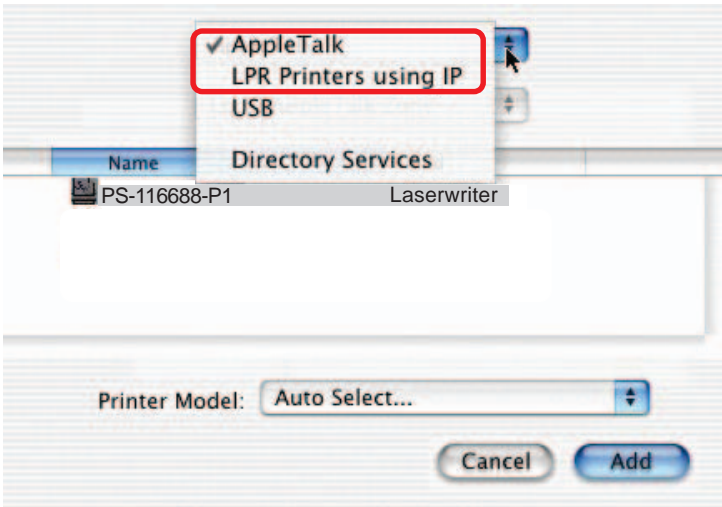 ✓ AppleTalk
LPR Printers using IP
USB
Directory Services
Name
PS-116688-P1 Laserwriter
Printer Model: Auto Select...
Cancel Add